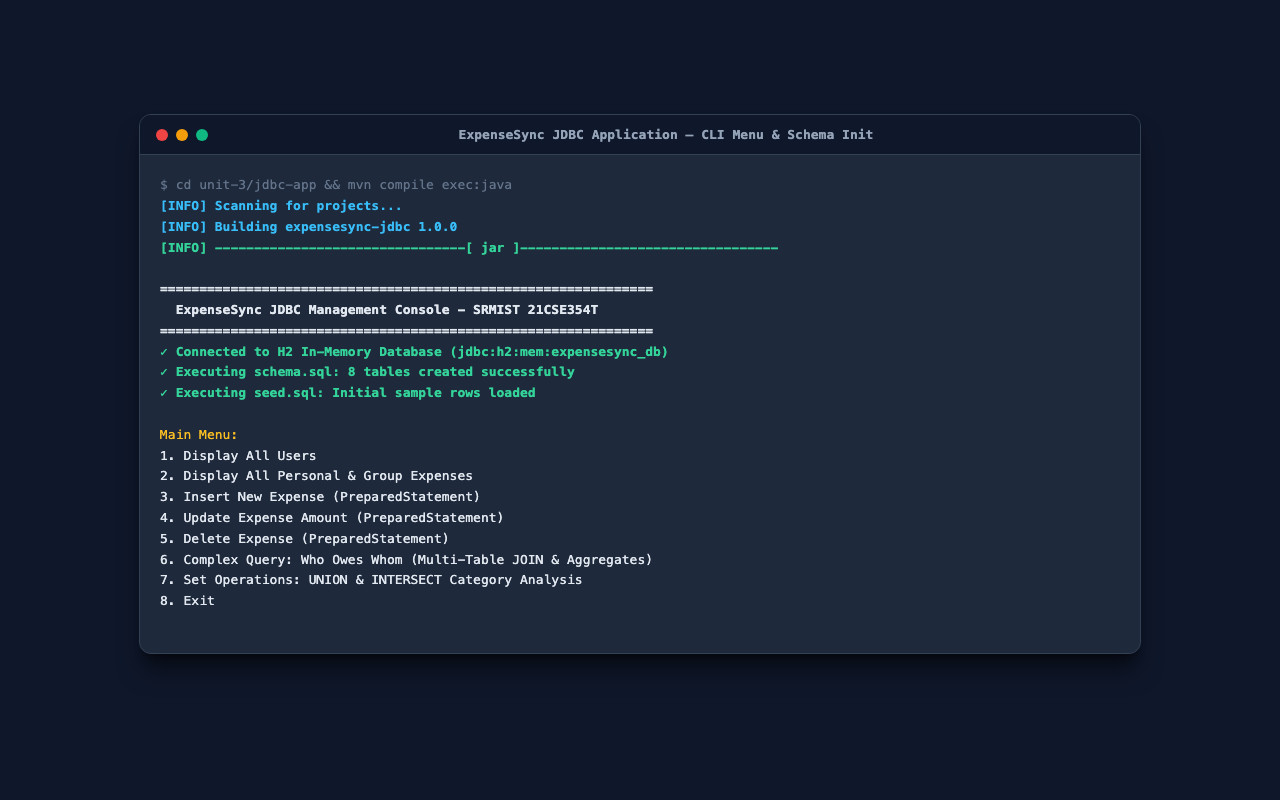 ExpenseSync JDBC Application — CLI Menu & Schema Init
$ cd unit-3/jdbc-app && mvn compile exec:java
[INFO] Scanning for projects...
[INFO] Building expensesync-jdbc 1.0.0
[INFO] --------------------------------[ jar ]---------------------------------
===============================================================
ExpenseSync JDBC Management Console - SRMIST 21CSE354T
===============================================================
✓ Connected to H2 In-Memory Database (jdbc:h2:mem:expensesync_db)
✓ Executing schema.sql: 8 tables created successfully
✓ Executing seed.sql: Initial sample rows loaded
Main Menu:
1. Display All Users
2. Display All Personal & Group Expenses
3. Insert New Expense (PreparedStatement)
4. Update Expense Amount (PreparedStatement)
5. Delete Expense (PreparedStatement)
6. Complex Query: Who Owes Whom (Multi-Table JOIN & Aggregates)
7. Set Operations: UNION & INTERSECT Category Analysis
8. Exit